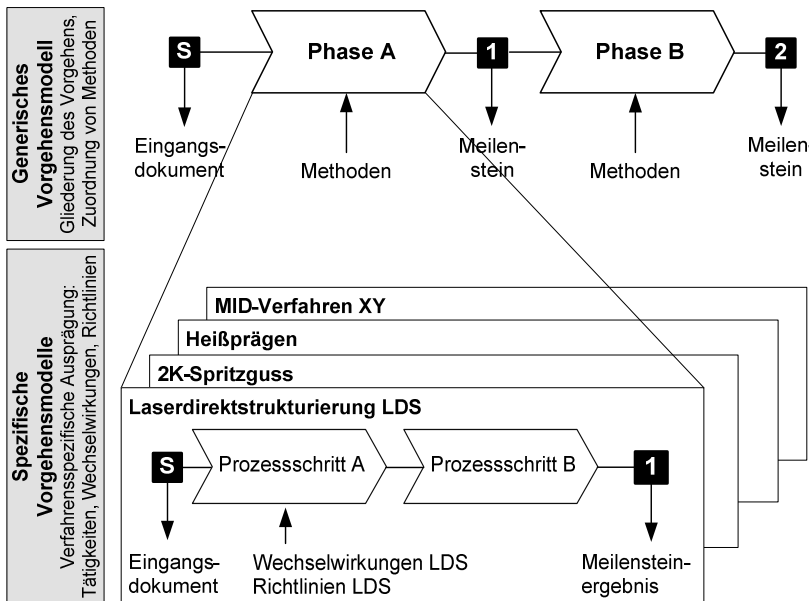 Generisches
Vorgehensmodell
Gliederung des Vorgehens,
Zuordnung von Methoden
S
Phase A
1
Phase B
2
Eingangs-
dokument
Methoden
Meilen-
stein
Methoden
Meilen-
stein
Spezifische
Vorgehensmodelle
Verfahrensspezifische Ausprägung:
Tätigkeiten, Wechselwirkungen, Richtlinien
MID-Verfahren XY
Heißprägen
2K-Spritzguss
Laserdirektstrukturierung LDS
S
Prozessschritt A
Prozessschritt B
1
Eingangs-
dokument
Wechselwirkungen LDS
Richtlinien LDS
Meilenstein-
ergebnis